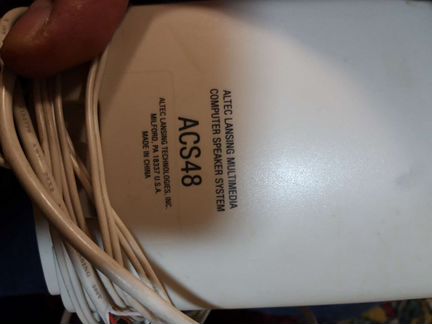 ALTEC LANSING MULTIMEDIA
COMPUTER SPEAKER SYSTEM
ACS48
ALTEC LANSING TECHNOLOGIES, INC.
MILFORD, PA 18337 U.S.A.
MADE IN CHINA